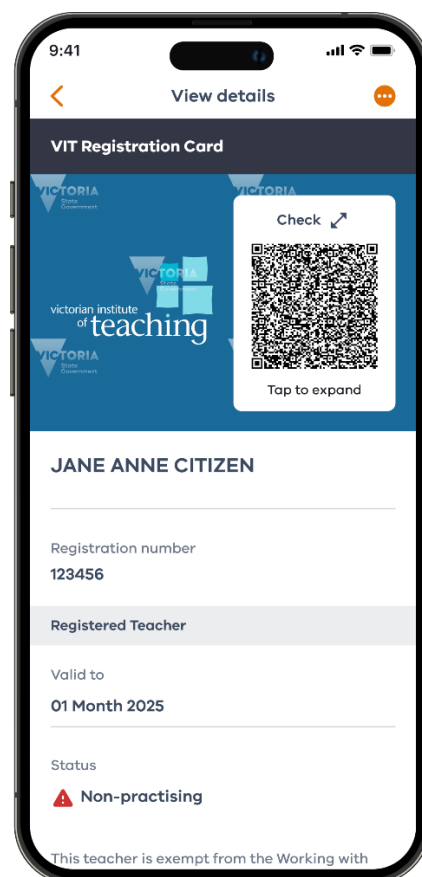 9:41
View details
VIT Registration Card
VICTORIA
State
Government
VICTORIA
Check
VICTORIA
State
victorian institute
of teaching
VICTORIA
State
Government
Tap to expand
JANE ANNE CITIZEN
Registration number
123456
Registered Teacher
Valid to
01 Month 2025
Status
Non-practising
This teacher is exempt from the Working with